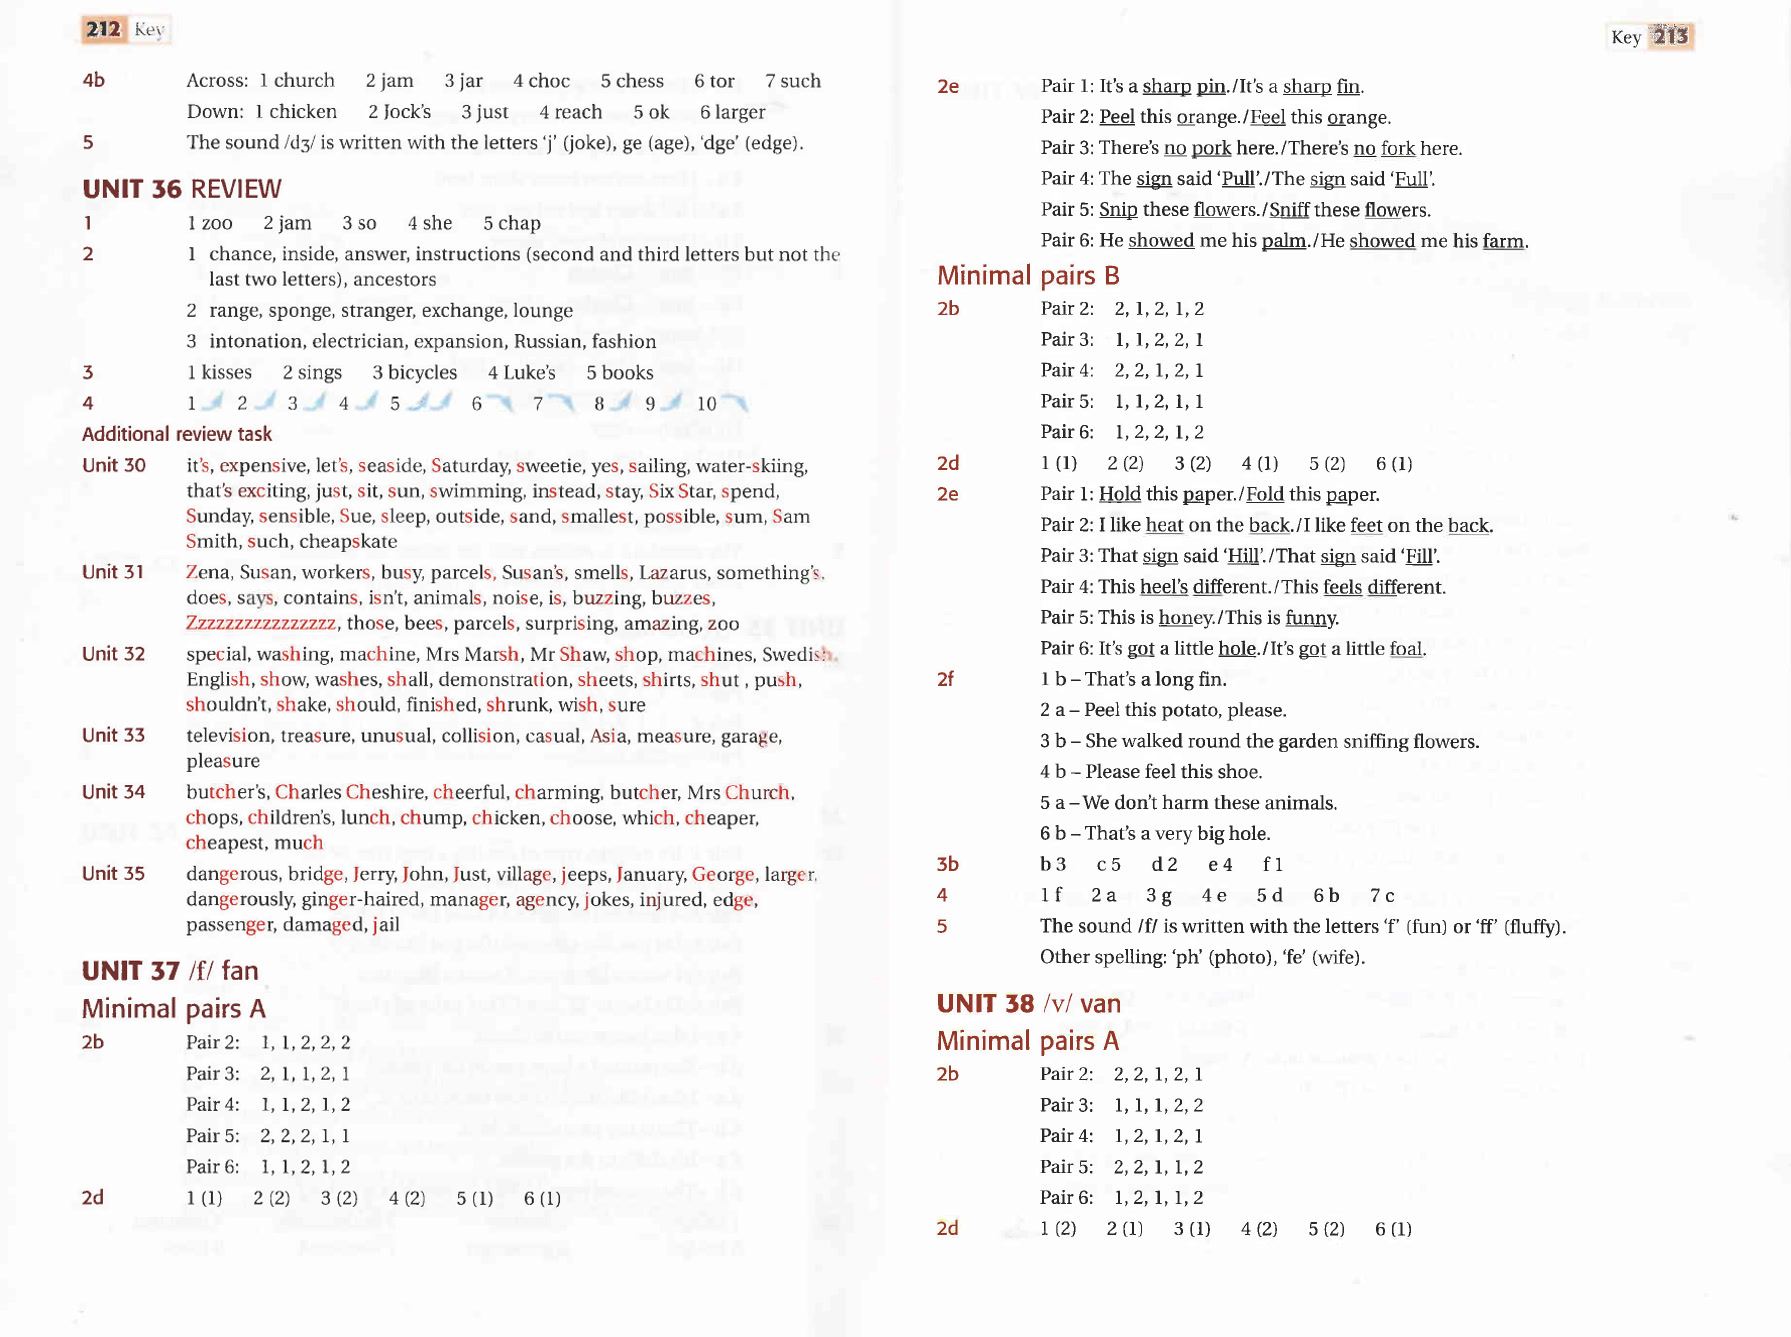 212 Key
4b Across: 1 church 2 jam 3 jar 4 choc 5 chess 6 tor 7 such
Down: 1 chicken 2 Jock's 3 just 4 reach 5 ok 6 larger
5 The sound /dʒ/ is written with the letters 'j' (joke), ge (age), 'dge' (edge).
UNIT 36 REVIEW
1 1 zoo 2 jam 3 so 4 she 5 chap
2 1 chance, inside, answer, instructions (second and third letters but not the
last two letters), ancestors
2 range, sponge, stranger, exchange, lounge
3 intonation, electrician, expansion, Russian, fashion
3 1 kisses 2 sings 3 bicycles 4 Luke's 5 books
4 1 2 3 4 5 6 7 8 9 10
Additional review task
Unit 30 it's, expensive, let's, seaside, Saturday, sweetie, yes, sailing, water-skiing,
that's exciting, just, sit, sun, swimming, instead, stay, Six Star, spend,
Sunday, sensible, Sue, sleep, outside, sand, smallest, possible, sum, Sam
Smith, such, cheapskate
Unit 31 Zena, Susan, workers, busy, parcels, Susan's, smells, Lazarus, something's,
does, says, contains, isn't, animals, noise, is, buzzing, buzzes,
Zzzzzzzzzzzzzzzzz, those, bees, parcels, surprising, amazing, zoo
Unit 32 special, washing, machine, Mrs Marsh, Mr Shaw, shop, machines, Swedish,
English, show, washes, shall, demonstration, sheets, shirts, shut , push,
shouldn't, shake, should, finished, shrunk, wish, sure
Unit 33 television, treasure, unusual, collision, casual, Asia, measure, garage,
pleasure
Unit 34 butcher's, Charles Cheshire, cheerful, charming, butcher, Mrs Church,
chops, children's, lunch, chump, chicken, choose, which, cheaper,
cheapest, much
Unit 35 dangerous, bridge, Jerry, John, Just, village, jeeps, January, George, larger,
dangerously, ginger-haired, manager, agency, jokes, injured, edge,
passenger, damaged, jail
UNIT 37 /f/ fan
Minimal pairs A
2b Pair 2: 1, 1, 2, 2, 2
Pair 3: 2, 1, 1, 2, 1
Pair 4: 1, 1, 2, 1, 2
Pair 5: 2, 2, 2, 1, 1
Pair 6: 1, 1, 2, 1, 2
2d 1 (1) 2 (2) 3 (2) 4 (2) 5 (1) 6 (1)
Key 213
2e Pair 1: It's a sharp pin./It's a sharp fin.
Pair 2: Peel this orange./Feel this orange.
Pair 3: There's no pork here./There's no fork here.
Pair 4: The sign said 'Pull'./The sign said 'Full'.
Pair 5: Snip these flowers./Sniff these flowers.
Pair 6: He showed me his palm./He showed me his farm.
Minimal pairs B
2b Pair 2: 2, 1, 2, 1, 2
Pair 3: 1, 1, 2, 2, 1
Pair 4: 2, 2, 1, 2, 1
Pair 5: 1, 1, 2, 1, 1
Pair 6: 1, 2, 2, 1, 2
2d 1 (1) 2 (2) 3 (2) 4 (1) 5 (2) 6 (1)
2e Pair 1: Hold this paper./Fold this paper.
Pair 2: I like heat on the back./I like feet on the back.
Pair 3: That sign said 'Hill'./That sign said 'Fill'.
Pair 4: This heel's different./This feels different.
Pair 5: This is honey./This is funny.
Pair 6: It's got a little hole./It's got a little foal.
2f 1 b – That's a long fin.
2 a – Peel this potato, please.
3 b – She walked round the garden sniffing flowers.
4 b – Please feel this shoe.
5 a – We don't harm these animals.
6 b – That's a very big hole.
3b b 3 c 5 d 2 e 4 f 1
4 1 f 2 a 3 g 4 e 5 d 6 b 7 c
5 The sound /f/ is written with the letters 'f' (fun) or 'ff' (fluffy).
Other spelling: 'ph' (photo), 'fe' (wife).
UNIT 38 /v/ van
Minimal pairs A
2b Pair 2: 2, 2, 1, 2, 1
Pair 3: 1, 1, 1, 2, 2
Pair 4: 1, 2, 1, 2, 1
Pair 5: 2, 2, 1, 1, 2
Pair 6: 1, 2, 1, 1, 2
2d 1 (2) 2 (1) 3 (1) 4 (2) 5 (2) 6 (1)